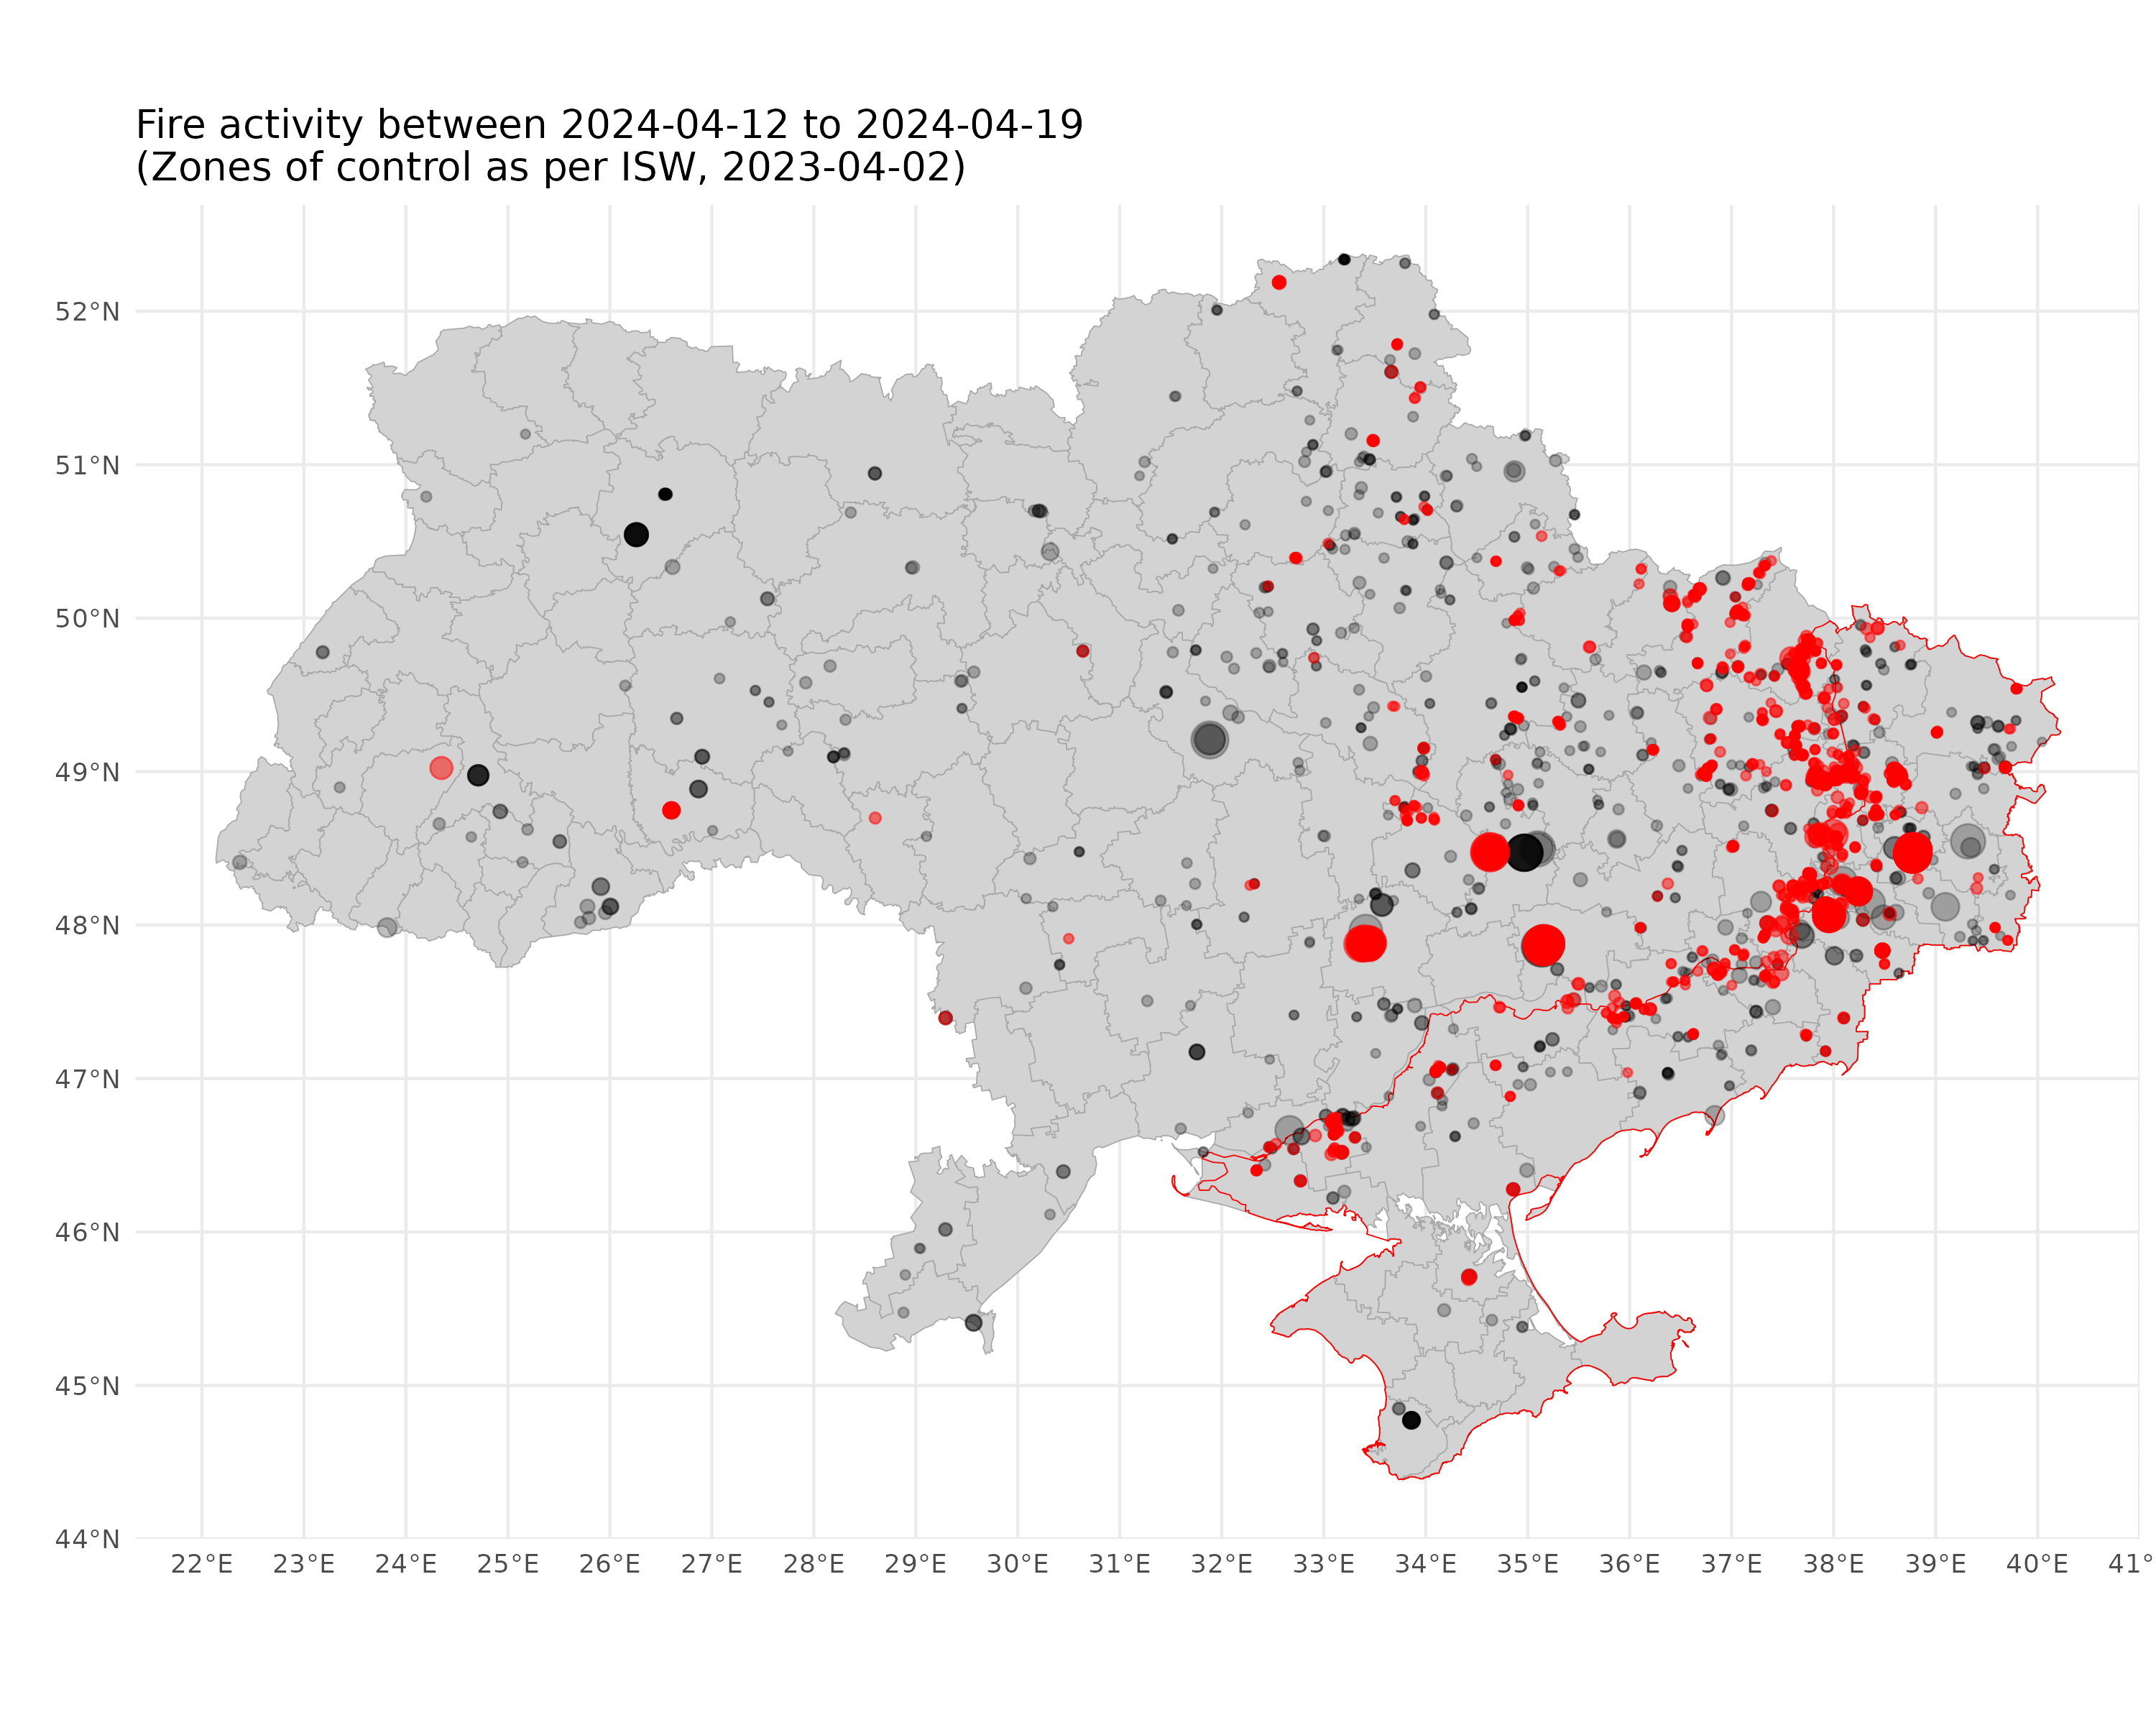 Fire activity between 2024-04-12 to 2024-04-19
(Zones of control as per ISW, 2023-04-02)
52°N
51°N
50°N
49°N
48°N
47°N
46°N
45°N
44°N
22°E 23°E 24°E 25°E 26°E 27°E 28°E 29°E 30°E 31°E 32°E 33°E 34°E 35°E 36°E 37°E 38°E 39°E 40°E 41°